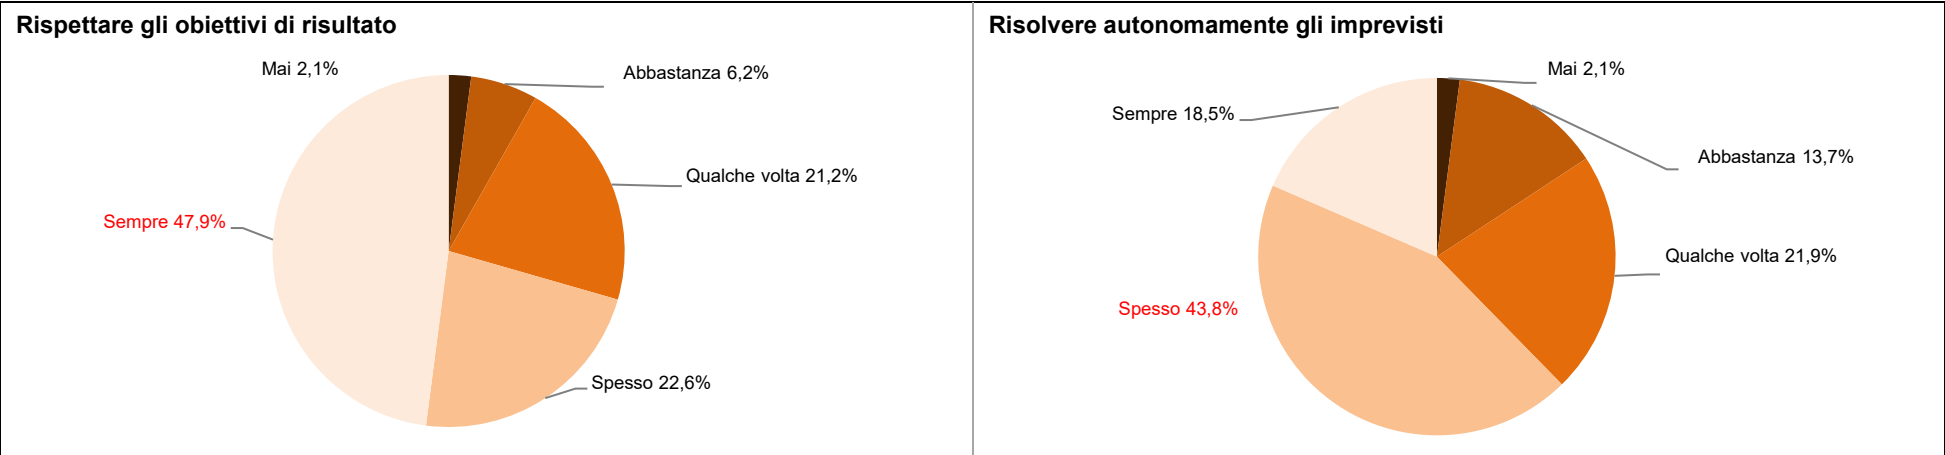 Rispettare gli obiettivi di risultato
Mai 2,1%
Abbastanza 6,2%
Qualche volta 21,2%
Sempre 47,9%
Spesso 22,6%
Risolvere autonomamente gli imprevisti
Mai 2,1%
Sempre 18,5%
Abbastanza 13,7%
Qualche volta 21,9%
Spesso 43,8%